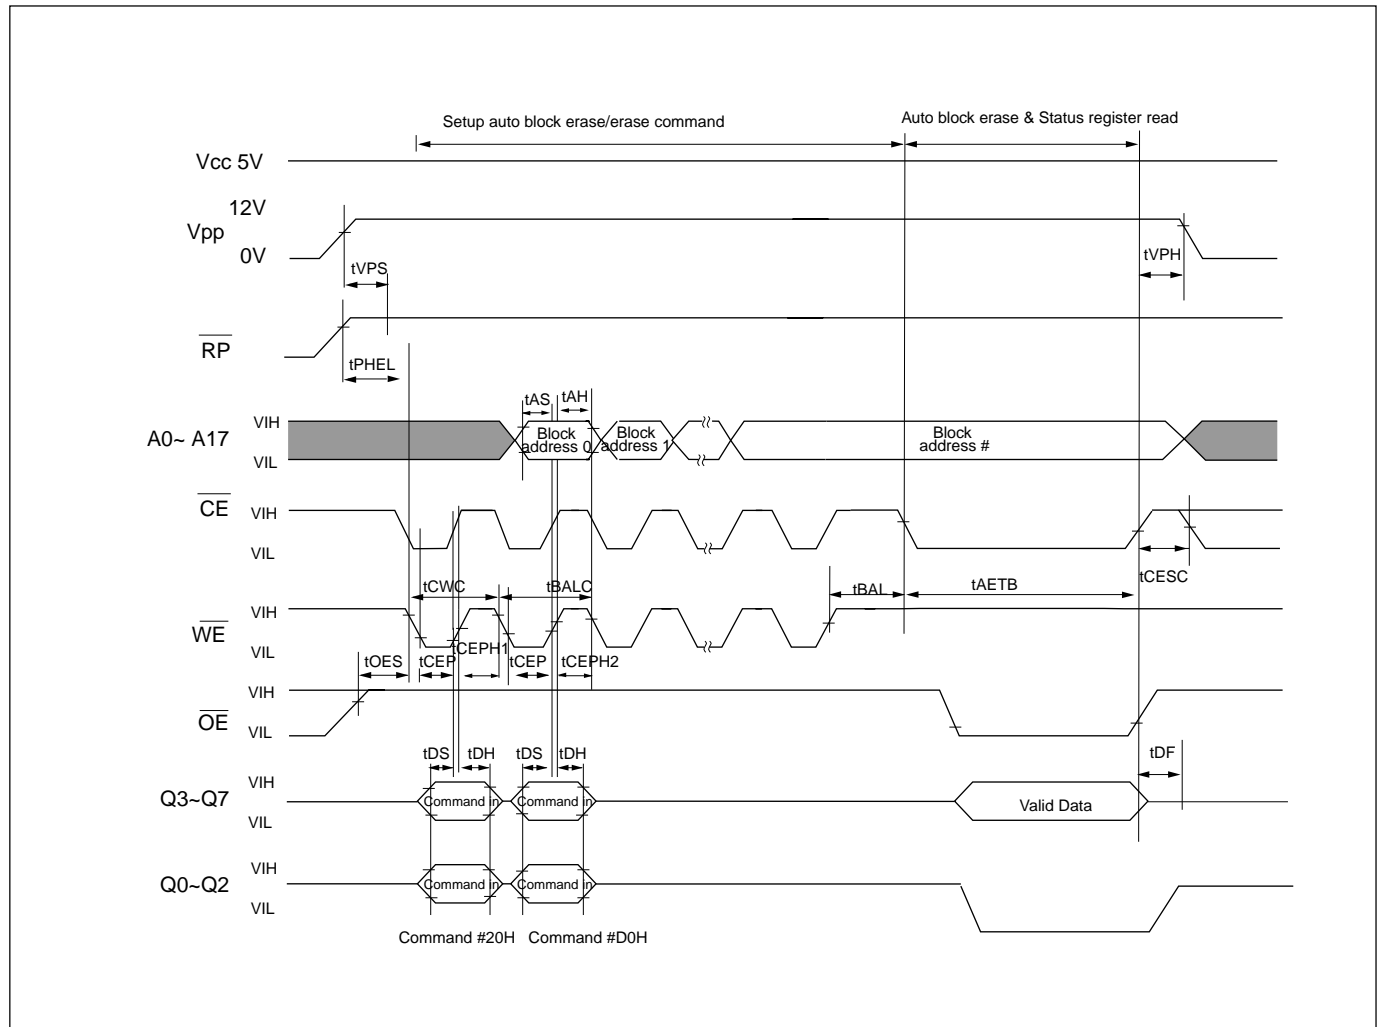 Setup auto block erase/erase command
Auto block erase & Status register read
Vcc 5V
12V
Vpp
0V
tVPS
tVPH
RP
tPHEL
tAS
tAH
A0~ A17
VIH
VIL
Block address 0
Block address 1
Block address #
CE
VIH
VIL
tCWC
tBALC
tBAL
tAETB
tCESC
WE
VIH
VIL
tOES
tCEP
tCEPH1
tCEP
tCEPH2
OE
VIH
VIL
tDS
tDH
tDS
tDH
tDF
Q3~Q7
VIH
VIL
Command in
Command in
Valid Data
Q0~Q2
VIH
VIL
Command in
Command in
Command #20H
Command #D0H